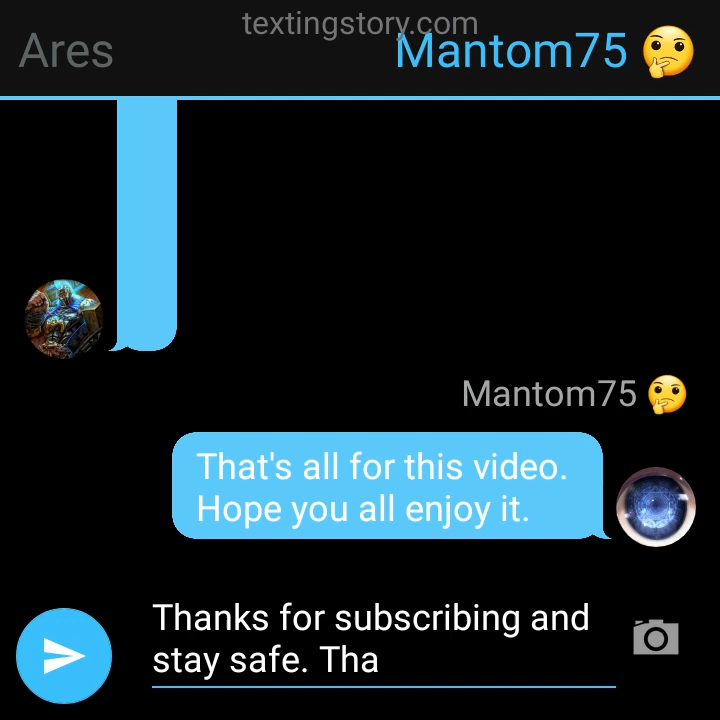 textingstory.com
Ares
Mantom75 🤔
Mantom75 🤔
That's all for this video.
Hope you all enjoy it.
Thanks for subscribing and
stay safe. Tha